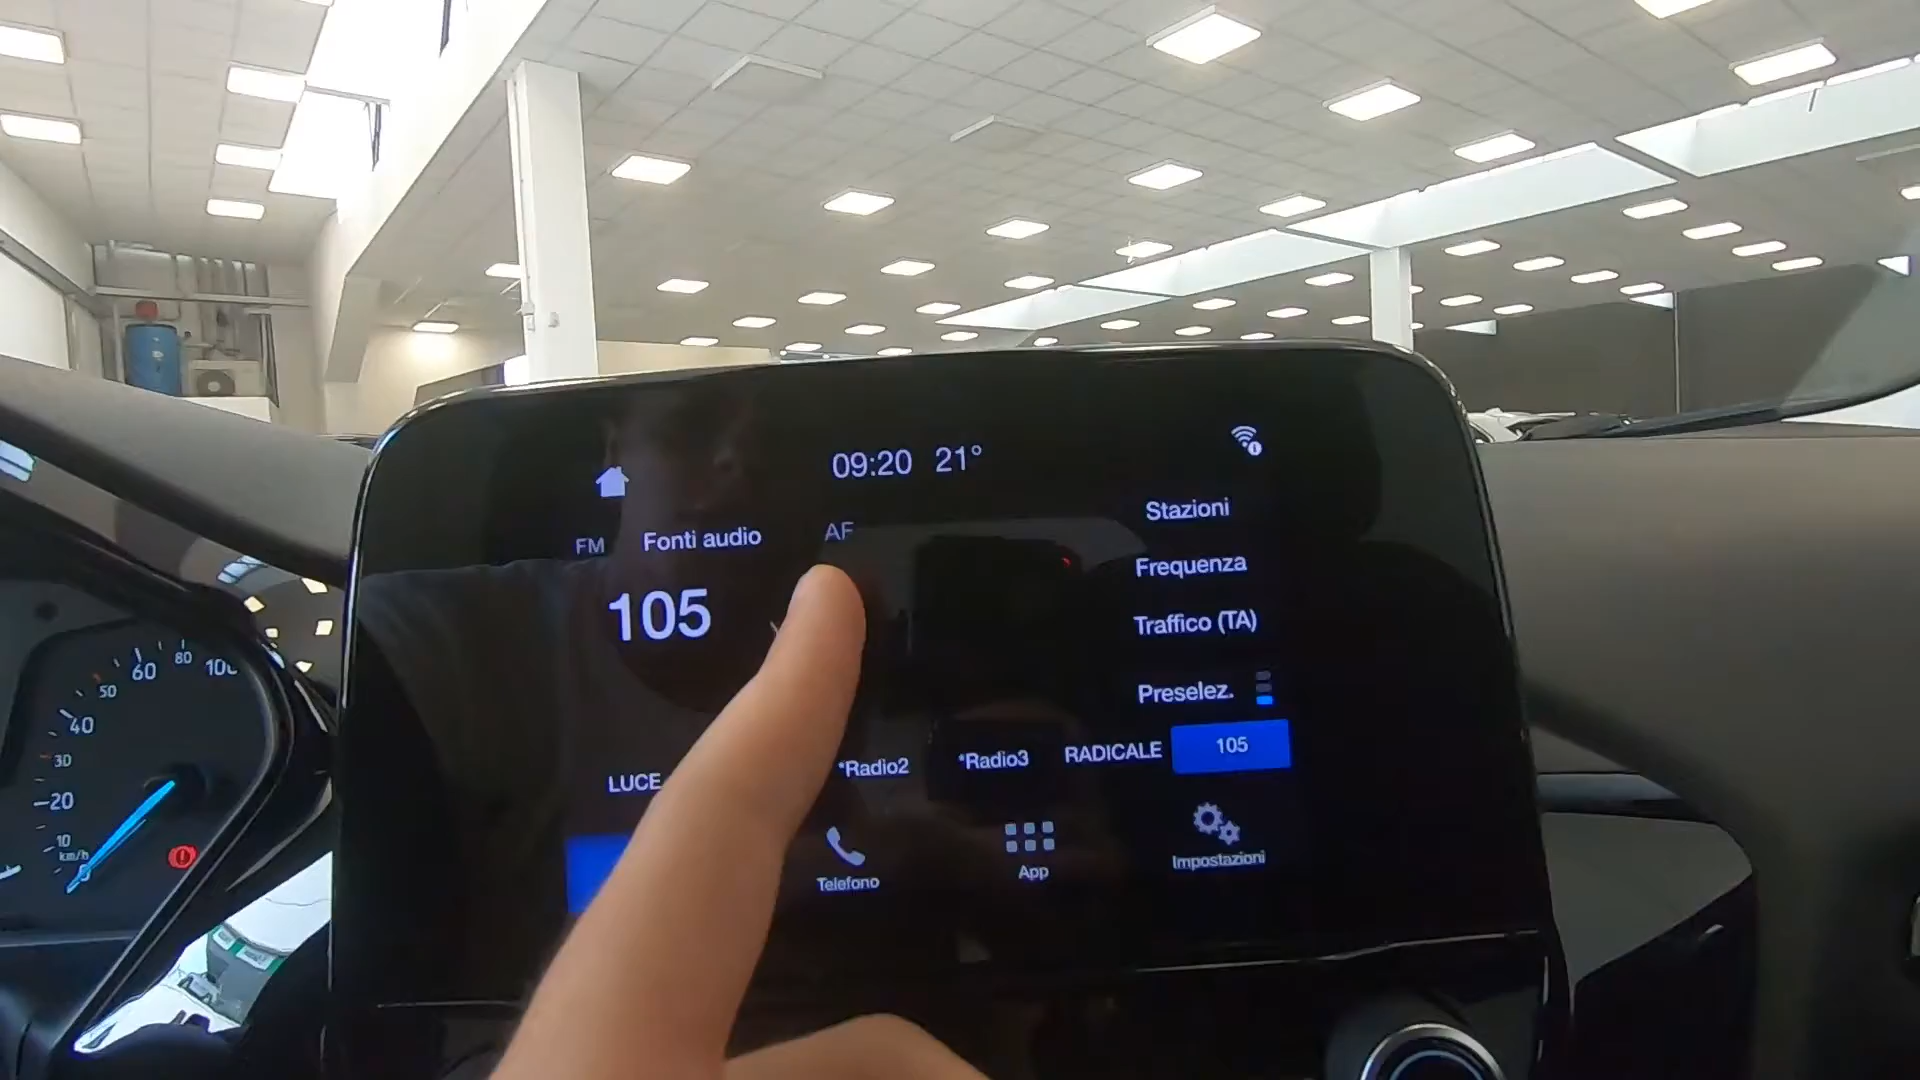 09:20 21°
FM Fonti audio AF
Stazioni
105
Frequenza
Traffico (TA)
Preselez.
LUCE *Radio2 *Radio3 RADICALE 105
Telefono App Impostazioni
10
20
30
40
50
60
80
km/h